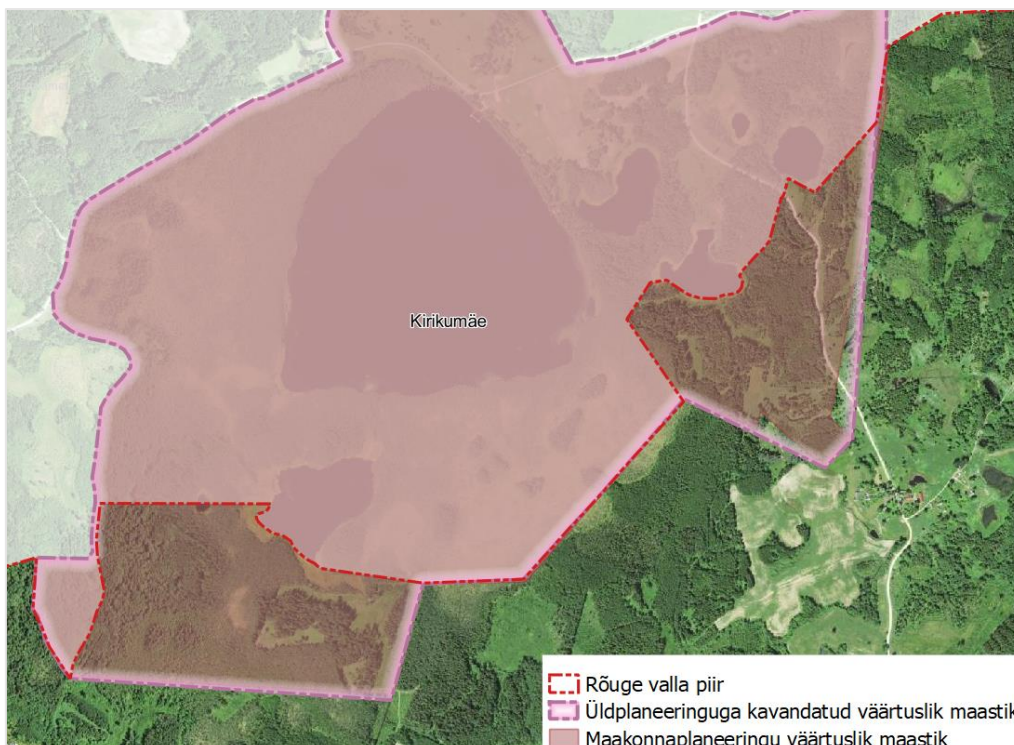 Kirikumäe
Rõuge valla piir
Üldplaneeringuga kavandatud väärtuslik maastik
Maakonnaplaneeringu väärtuslik maastik